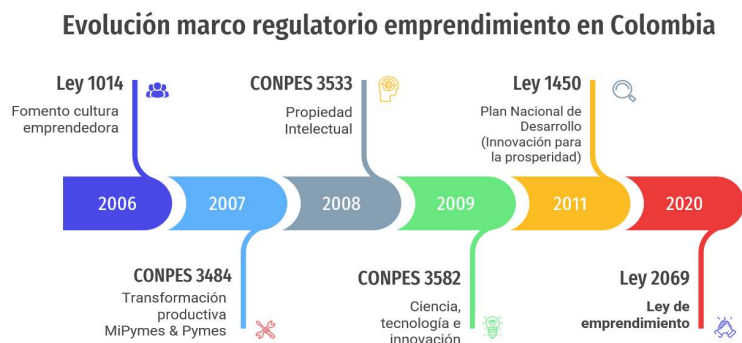 Evolución marco regulatorio emprendimiento en Colombia
Ley 1014
Fomento cultura
emprendedora
CONPES 3533
Propiedad
Intelectual
Ley 1450
Plan Nacional de
Desarrollo
(Innovación para
la prosperidad)
2006
2007
2008
2009
2011
2020
CONPES 3484
Transformación
productiva
MiPymes & Pymes
CONPES 3582
Ciencia,
tecnología e
innovación
Ley 2069
Ley de
emprendimiento